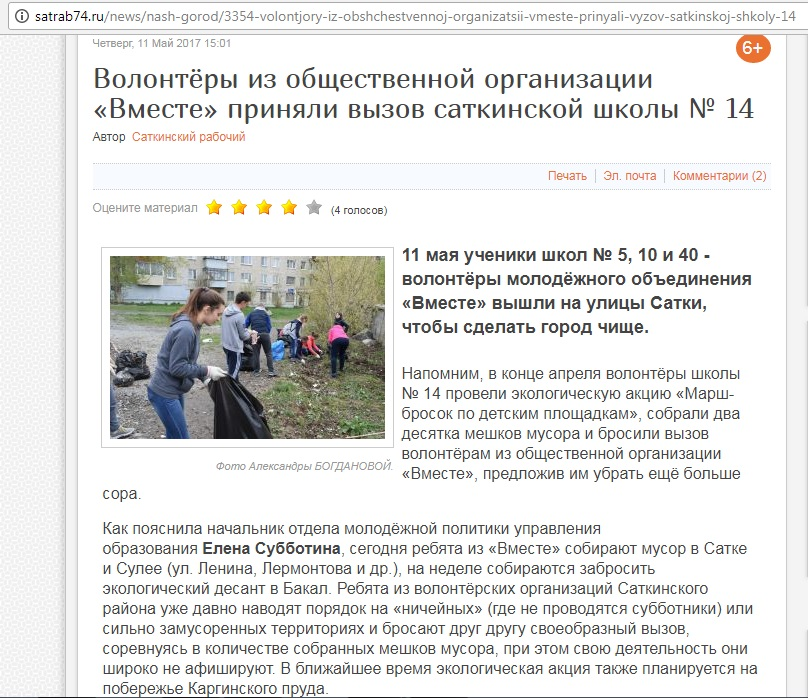 satrab74.ru/news/nash-gorod/3354-volontjory-iz-obshchestvennoj-organizatsii-vmeste-prinyali-vyzov-satkinskoj-shkoly-14
Четверг, 11 Май 2017 15:01
6+
Волонтёры из общественной организации
«Вместе» приняли вызов саткинской школы № 14
Автор Саткинский рабочий
Печать Эл. почта Комментарии (2)
Оцените материал (4 голосов)
11 мая ученики школ № 5, 10 и 40 -
волонтёры молодёжного объединения
«Вместе» вышли на улицы Сатки,
чтобы сделать город чище.
Напомним, в конце апреля волонтёры школы
№ 14 провели экологическую акцию «Марш-
бросок по детским площадкам», собрали два
десятка мешков мусора и бросили вызов
волонтёрам из общественной организации
«Вместе», предложив им убрать ещё больше
сора.
Фото Александры БОГДАНОВОЙ.
Как пояснила начальник отдела молодёжной политики управления
образования Елена Субботина, сегодня ребята из «Вместе» собирают мусор в Сатке
и Сулее (ул. Ленина, Лермонтова и др.), на неделе собираются забросить
экологический десант в Бакал. Ребята из волонтёрских организаций Саткинского
района уже давно наводят порядок на «ничейных» (где не проводятся субботники) или
сильно замусоренных территориях и бросают друг другу своеобразный вызов,
соревнуясь в количестве собранных мешков мусора, при этом свою деятельность они
широко не афишируют. В ближайшее время экологическая акция также планируется на
побережье Каргинского пруда.